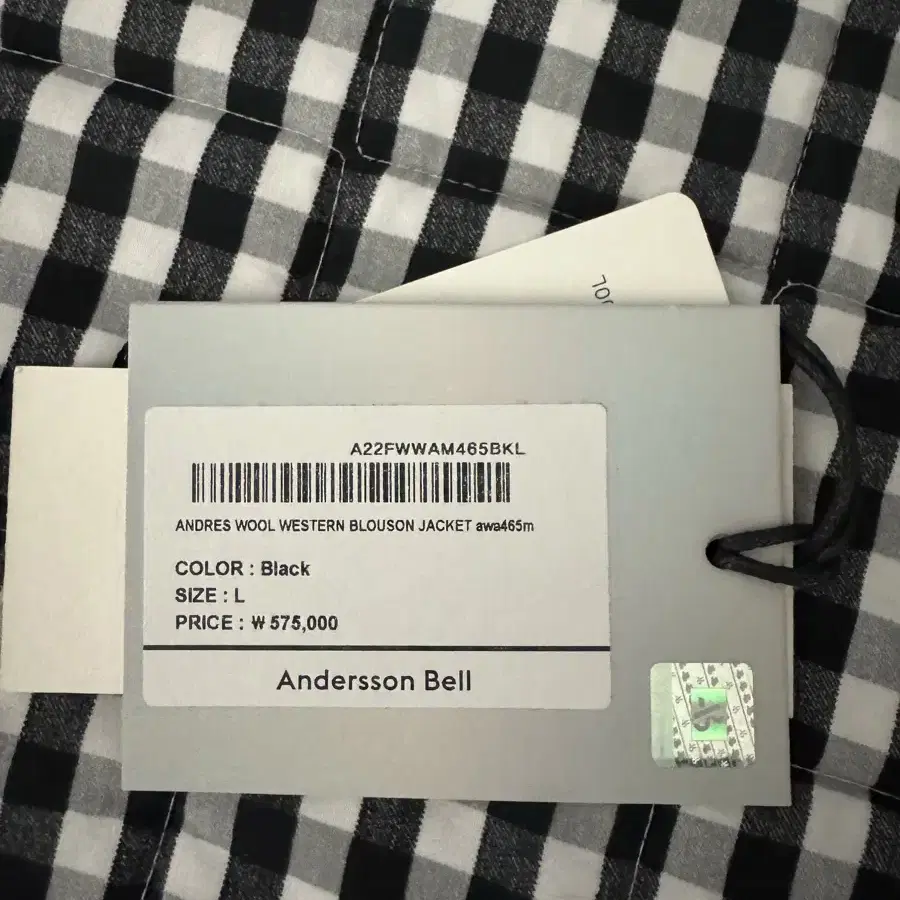 A22FWWAM465BKL
ANDRES WOOL WESTERN BLOUSON JACKET awa465m
COLOR : Black
SIZE : L
PRICE : ₩ 575,000
Andersson Bell